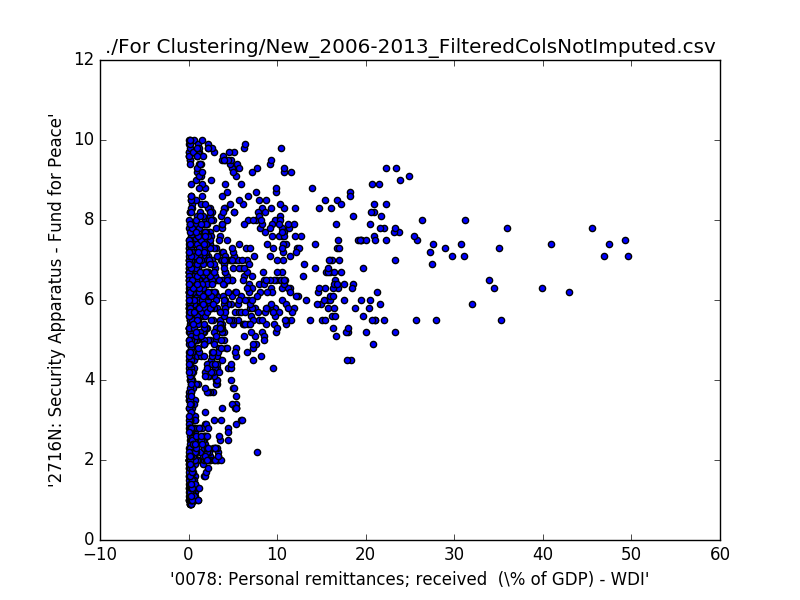 ./For Clustering/New_2006-2013_FilteredColsNotImputed.csv
12
10
8
6
4
2
0
'2716N: Security Apparatus - Fund for Peace'
−10 0 10 20 30 40 50 60
'0078: Personal remittances; received  (\% of GDP) - WDI'